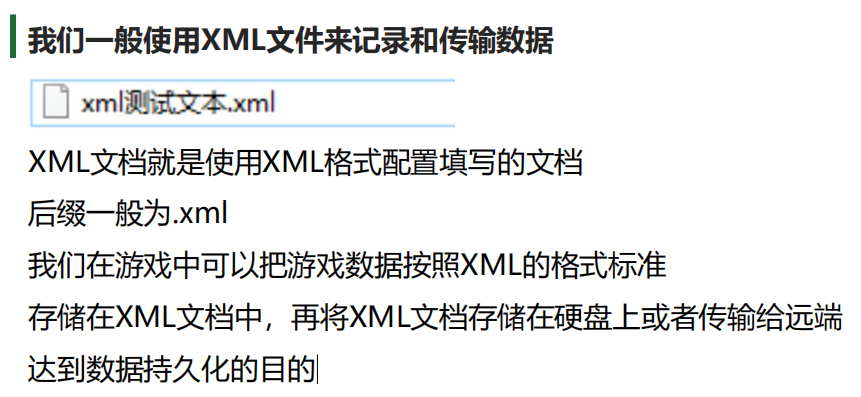 我们一般使用XML文件来记录和传输数据
xml测试文本.xml
XML文档就是使用XML格式配置填写的文档
后缀一般为.xml
我们在游戏中可以把游戏数据按照XML的格式标准
存储在XML文档中，再将XML文档存储在硬盘上或者传输给远端
达到数据持久化的目的